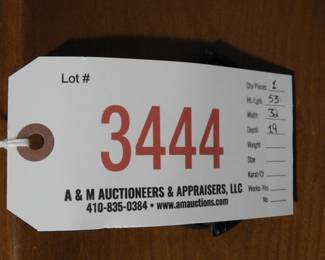 Lot #
3444
A & M AUCTIONEERS & APPRAISERS, LLC
410-835-0384 • www.amauctions.com
Qty/Pieces 1
Ht./Lgth 53
Width 32
Depth 19
Weight
Size
Karat/Ct
Works: Yes
No